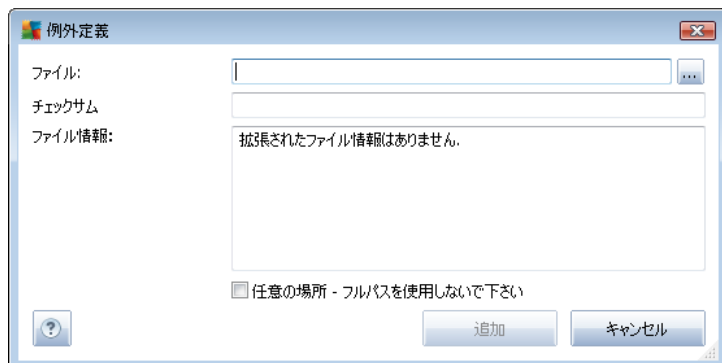 例外定義
ファイル:
...
チェックサム
ファイル情報:
拡張されたファイル情報はありません.
任意の場所 - フルパスを使用しないで下さい
?
追加
キャンセル